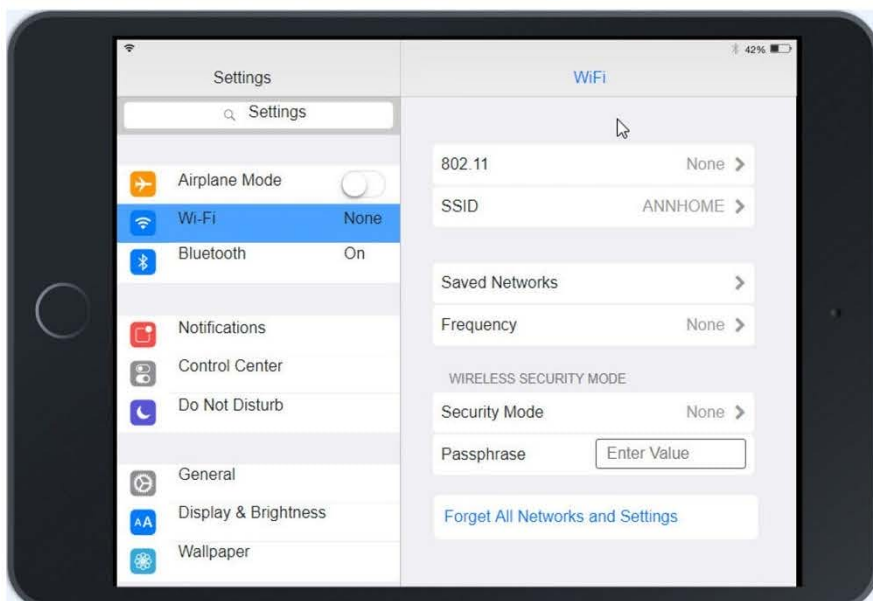 42%
Settings
WiFi
Settings
Airplane Mode
Wi-Fi None
Bluetooth On
Notifications
Control Center
Do Not Disturb
General
AA
Display & Brightness
Wallpaper
802.11 None
SSID ANNHOME
Saved Networks
Frequency None
WIRELESS SECURITY MODE
Security Mode None
Passphrase Enter Value
Forget All Networks and Settings